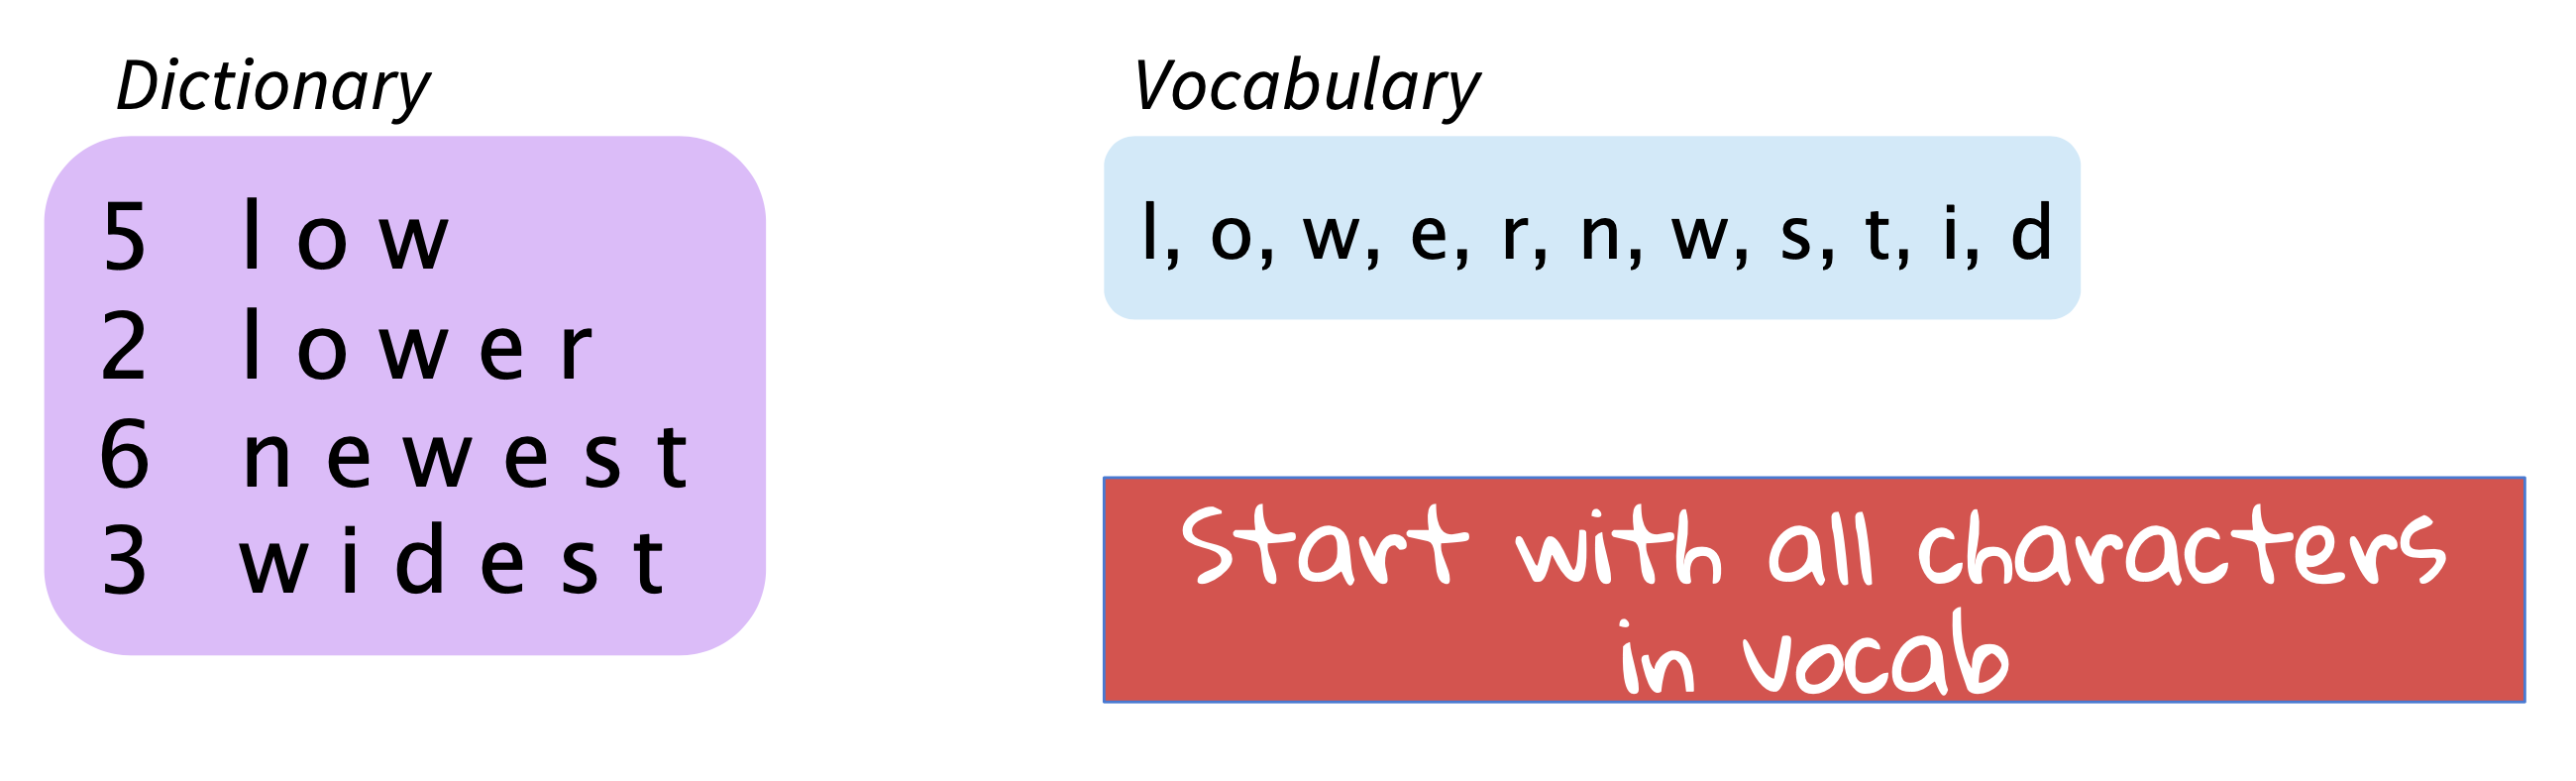 Dictionary
5 l o w
2 l o w e r
6 n e w e s t
3 w i d e s t
Vocabulary
l, o, w, e, r, n, w, s, t, i, d
Start with all characters
in vocab